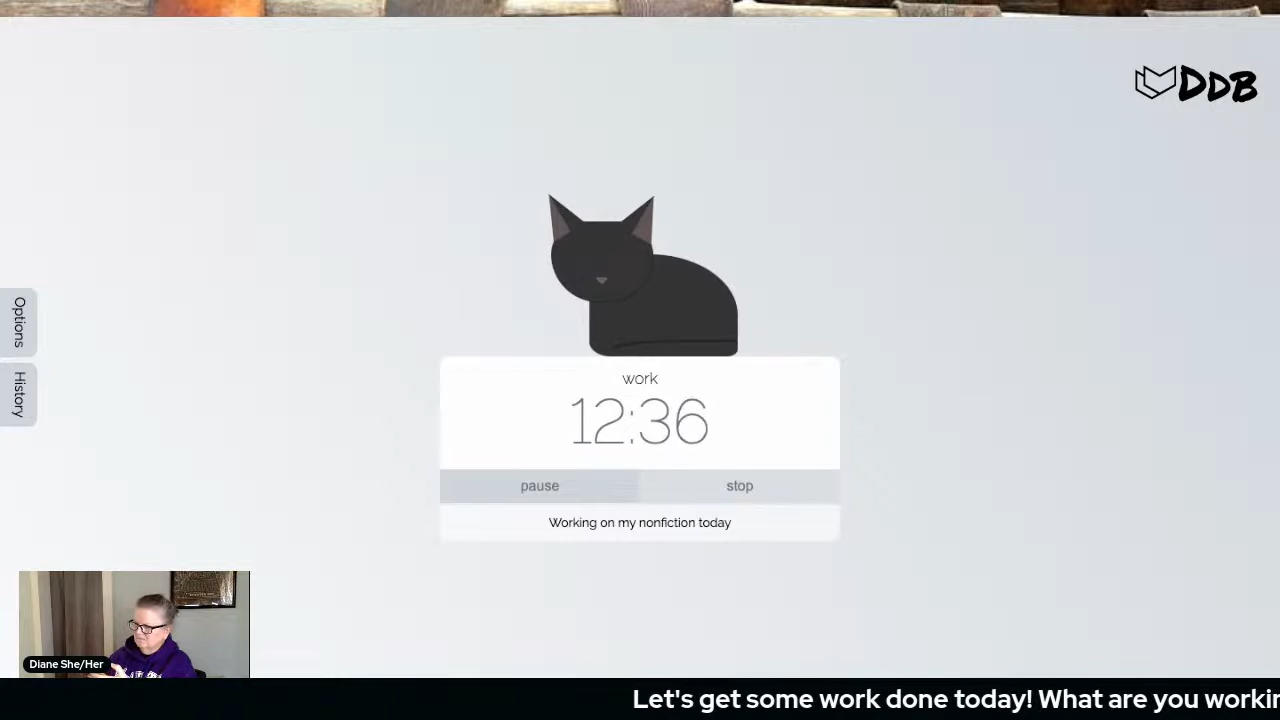 DDB
Options
History
work
12:36
pause
stop
Working on my nonfiction today
Diane She/Her
Let's get some work done today! What are you workin